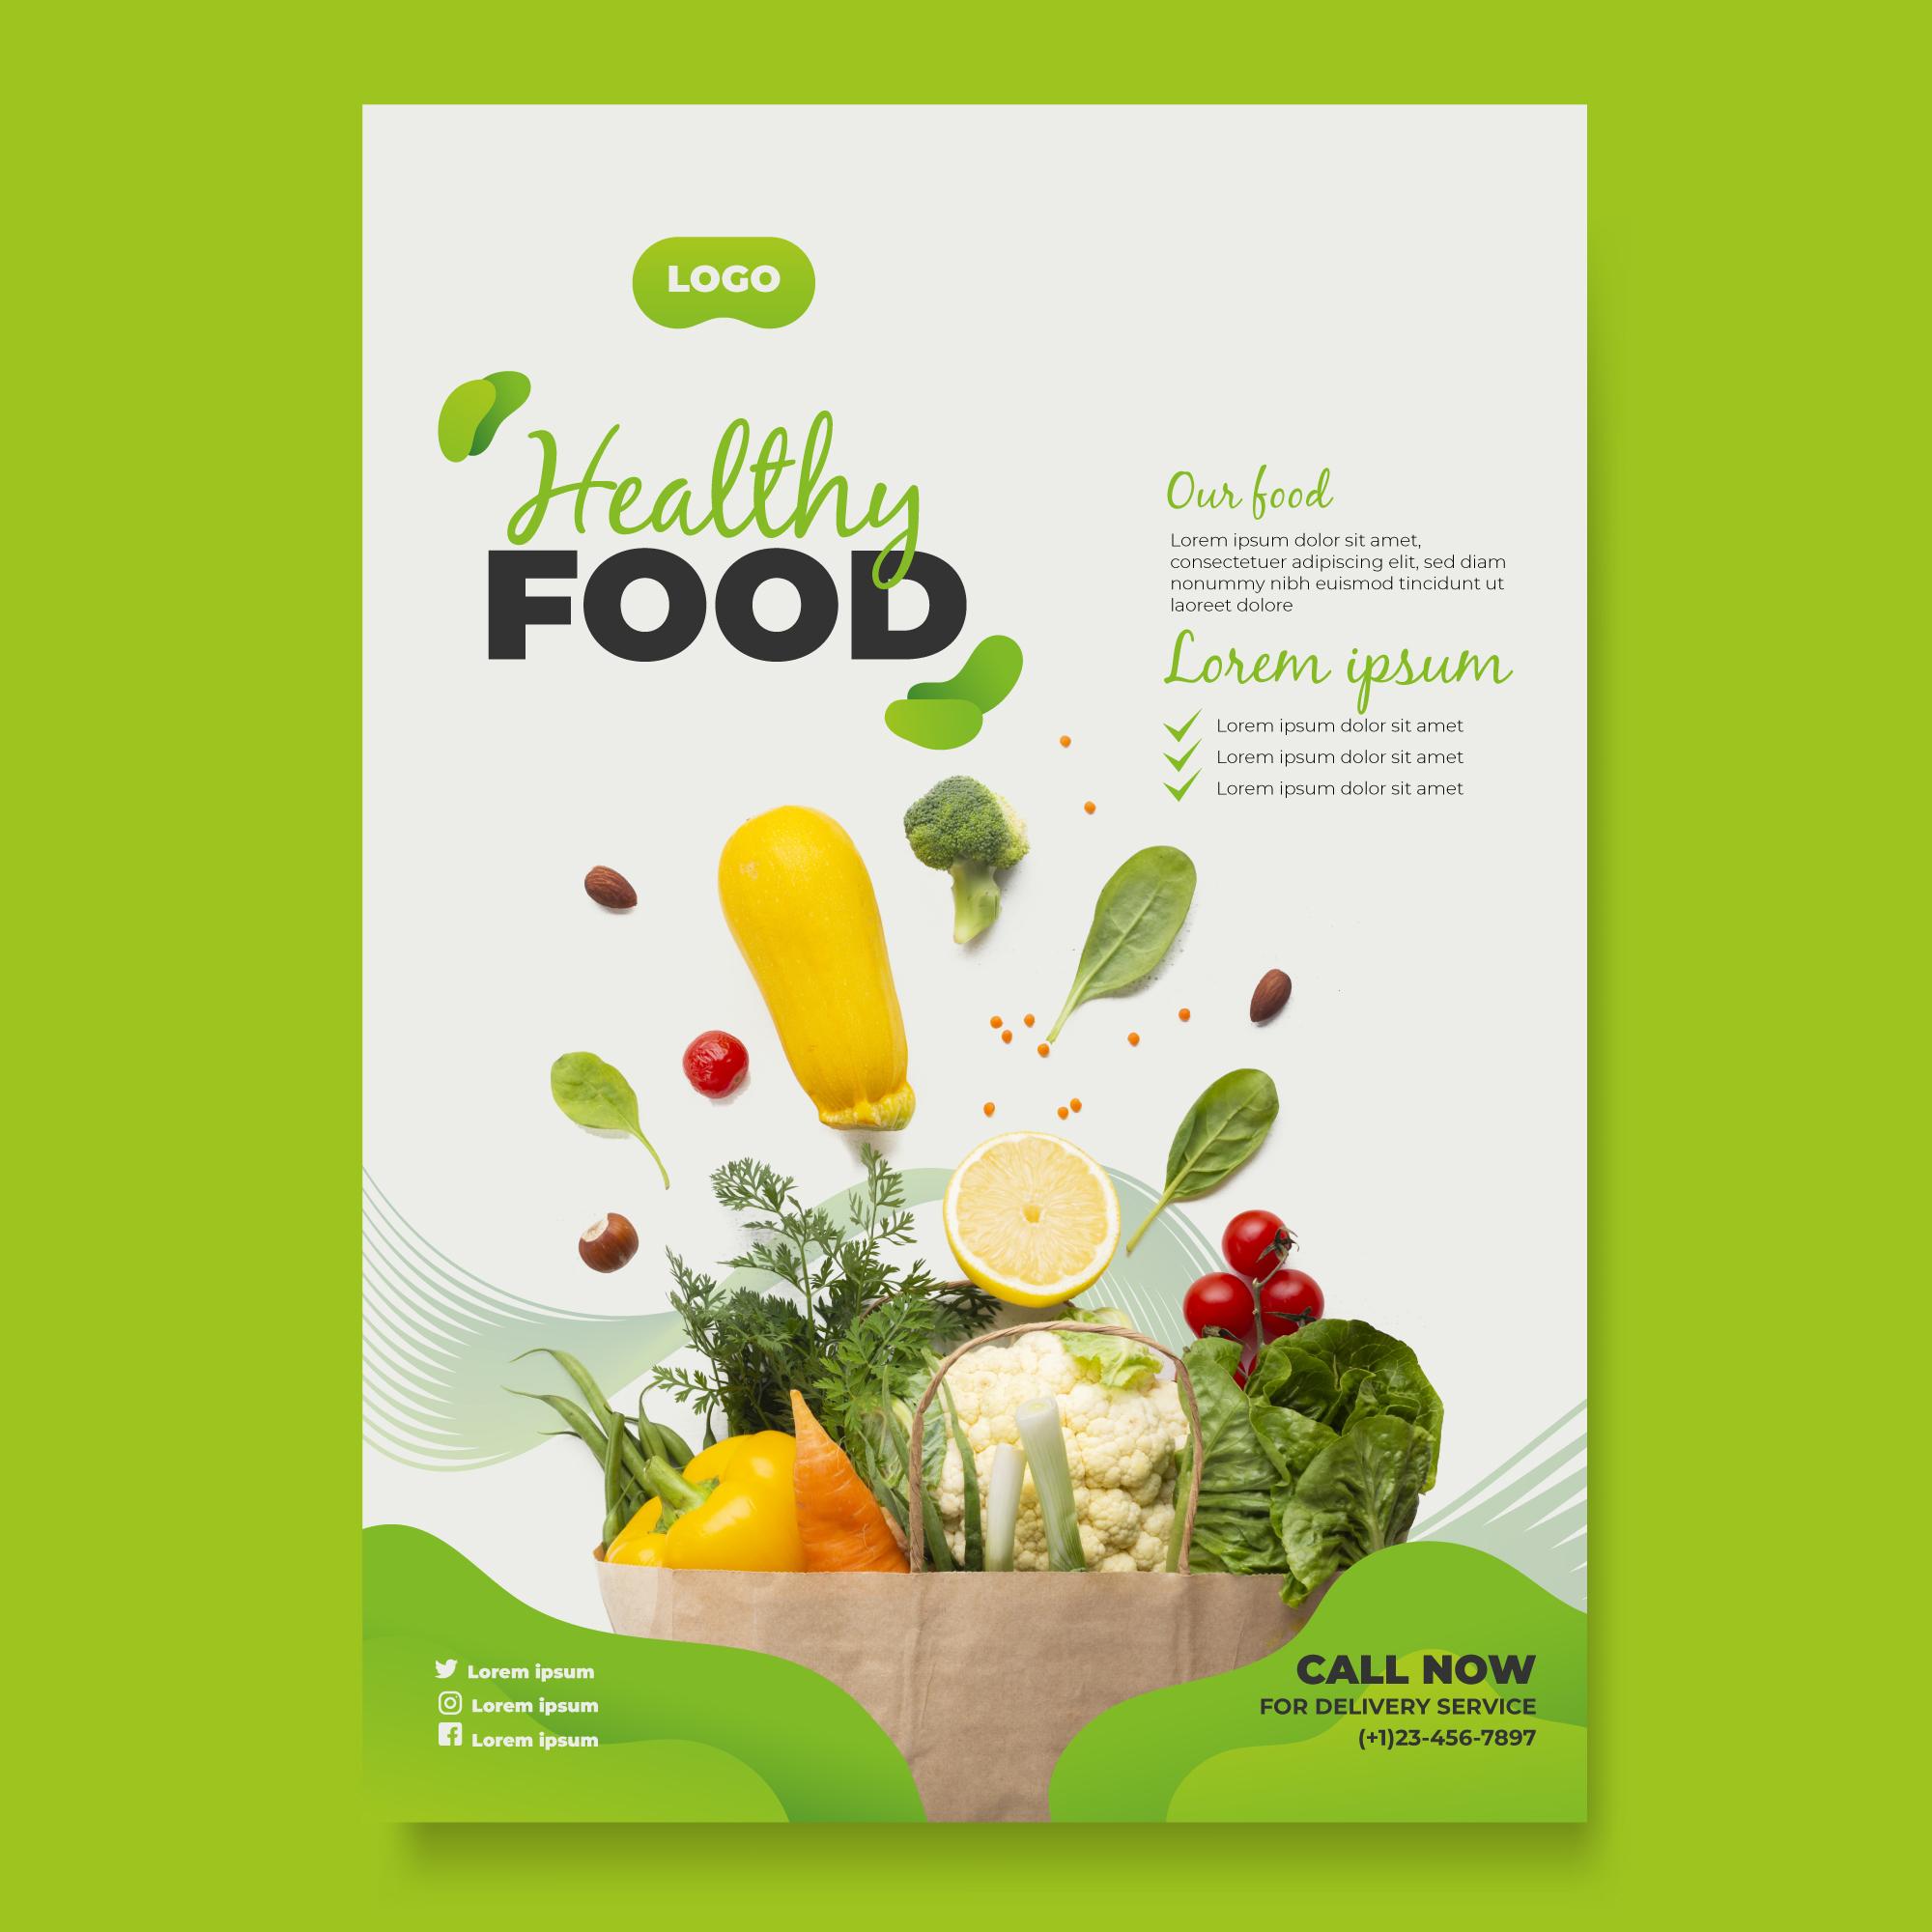 LOGO
Healthy
FOOD
Our food
Lorem ipsum dolor sit amet,
consectetuer adipiscing elit, sed diam
nonummy nibh euismod tincidunt ut
laoreet dolore
Lorem ipsum
Lorem ipsum dolor sit amet
Lorem ipsum dolor sit amet
Lorem ipsum dolor sit amet
Lorem ipsum
Lorem ipsum
Lorem ipsum
CALL NOW
FOR DELIVERY SERVICE
(+1)23-456-7897